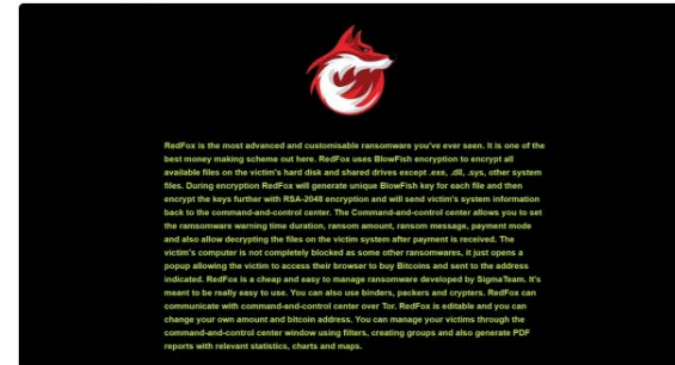 RedFox is the most advanced and customisable ransomware you've ever seen. It is one of the
best money making scheme out here. RedFox uses BlowFish encryption to encrypt all
available files on the victim's hard disk and shared drives except .exe, .dll, .sys, other system
files. During encryption RedFox will generate unique BlowFish key for each file and then
encrypt the keys further with RSA-2048 encryption and will send victim's system information
back to the command-and-control center. The Command-and-control center allows you to set
the ramsomware warning time duration, ransom amount, ransom message, payment mode
and also allow decrypting the files on the victim system after payment is received. The
victim's computer is not completely blocked as some other ransomwares, it just opens a
popup allowing the victim to access their browser to buy Bitcoins and sent to the address
indicated. RedFox is a cheap and easy to manage ransomware developed by SigmaTeam. It's
meant to be really easy to use. You can also use binders, packers and crypters. RedFox can
communicate with command-and-control center over Tor. RedFox is editable and you can
change your own amount and bitcoin address. You can manage your victims through the
command-and-control center window using filters, creating groups and also generate PDF
reports with relevant statistics, charts and maps.